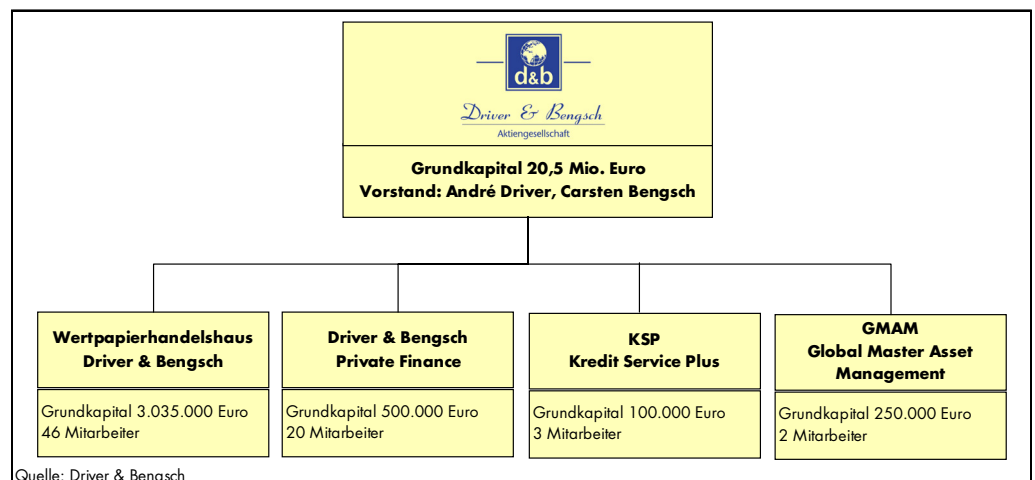 d&b
Driver & Bengsch
Aktiengesellschaft
Grundkapital 20,5 Mio. Euro
Vorstand: André Driver, Carsten Bengsch
Wertpapierhandelshaus
Driver & Bengsch
Grundkapital 3.035.000 Euro
46 Mitarbeiter
Driver & Bengsch
Private Finance
Grundkapital 500.000 Euro
20 Mitarbeiter
KSP
Kredit Service Plus
Grundkapital 100.000 Euro
3 Mitarbeiter
GMAM
Global Master Asset
Management
Grundkapital 250.000 Euro
2 Mitarbeiter
Quelle: Driver & Bengsch